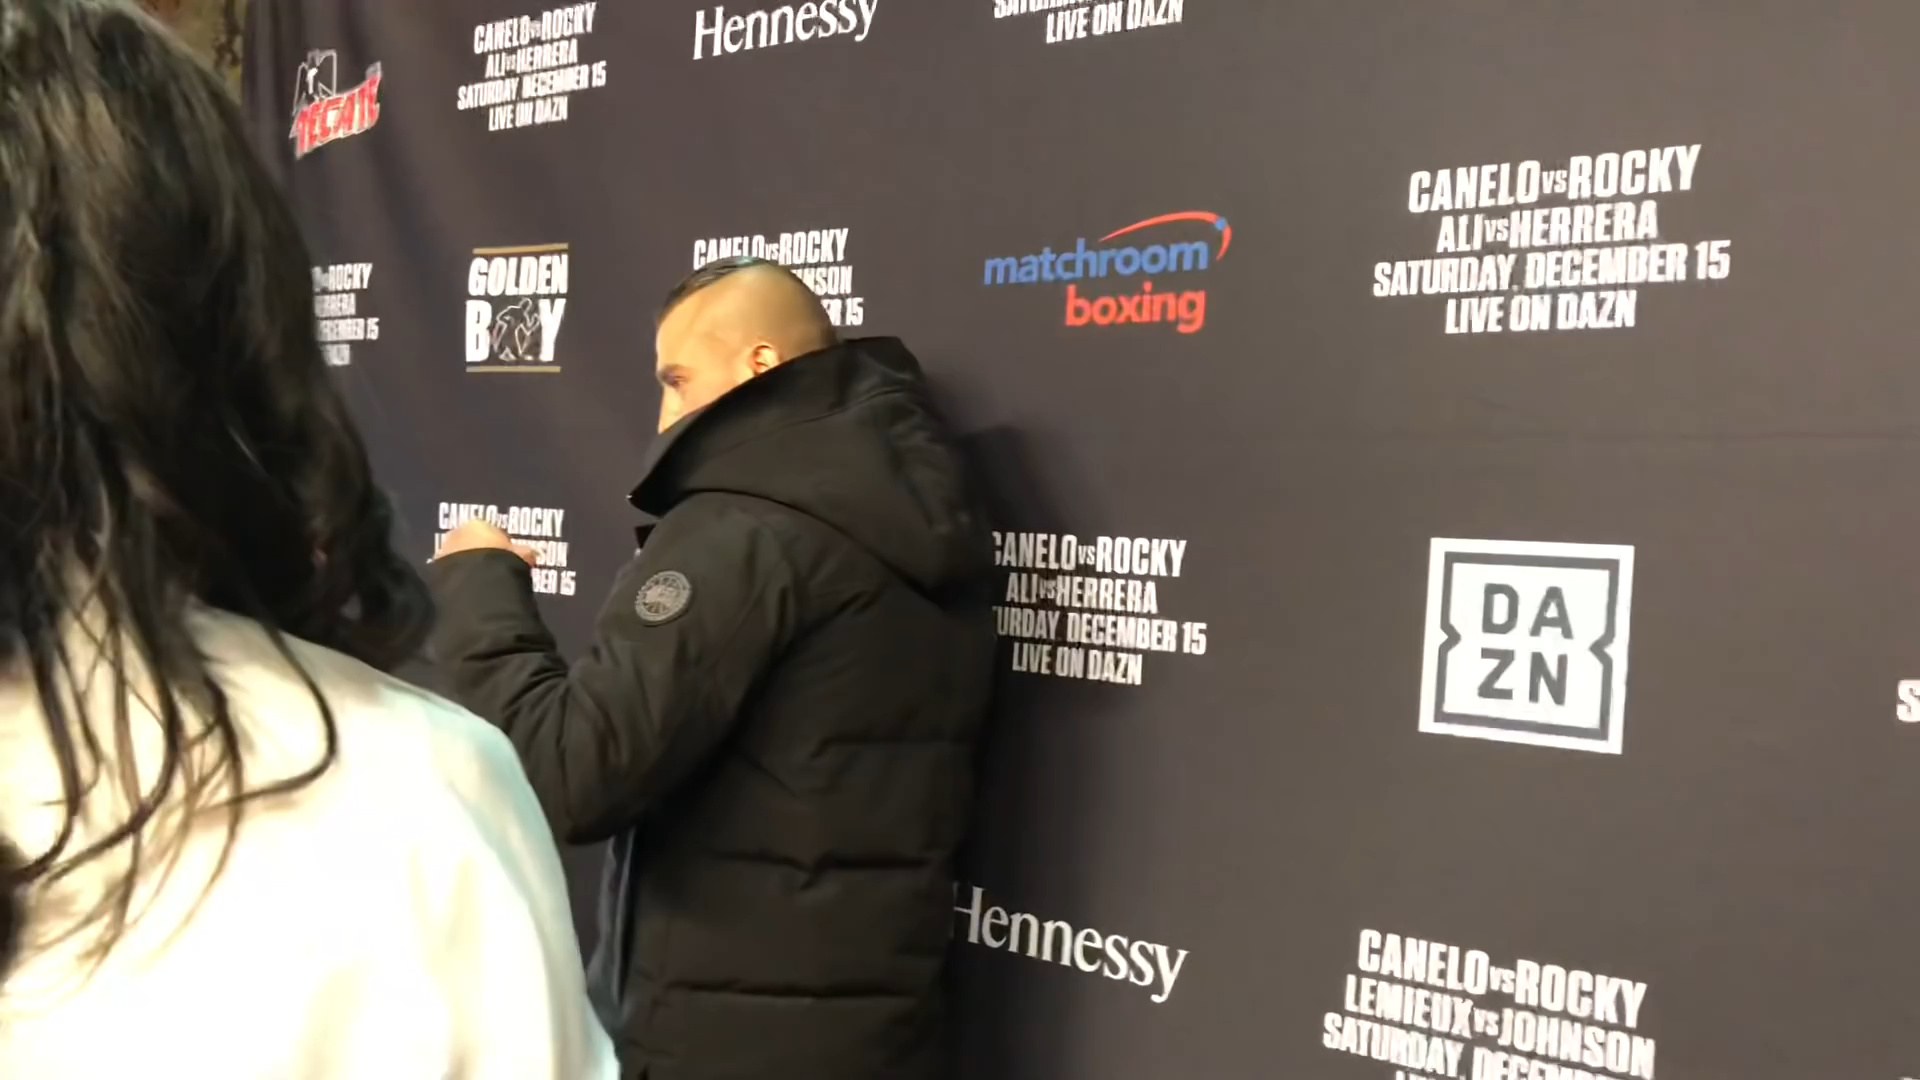 TECATE
CANELO vs ROCKY
ALI vs HERRERA
SATURDAY, DECEMBER 15
LIVE ON DAZN
Hennessy
LIVE ON DAZN
ROCKY
GOLDEN
BOY
CANELO vs ROCKY
matchroom
boxing
CANELO vs ROCKY
ALI vs HERRERA
SATURDAY, DECEMBER 15
LIVE ON DAZN
CANELO vs ROCKY
CANELO vs ROCKY
ALI vs HERRERA
DECEMBER 15
LIVE ON DAZN
DA
ZN
Hennessy
CANELO vs ROCKY
LEMIEUX vs JOHNSON
SATURDAY,